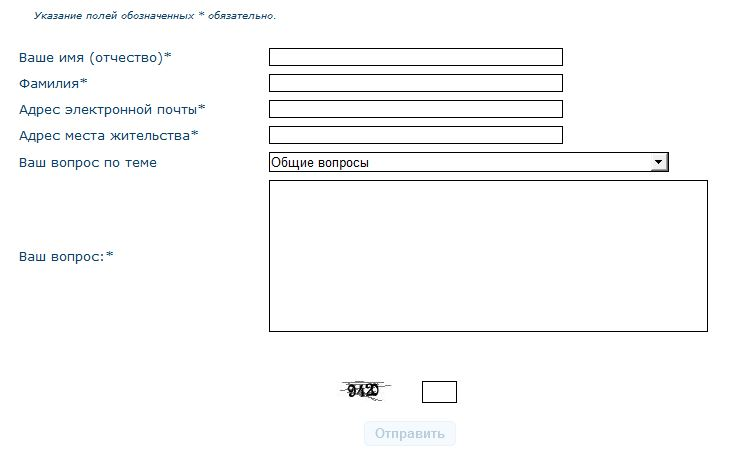 Указание полей обозначенных * обязательно.
Ваше имя (отчество)*
Фамилия*
Адрес электронной почты*
Адрес места жительства*
Ваш вопрос по теме Общие вопросы
Ваш вопрос:*
Отправить